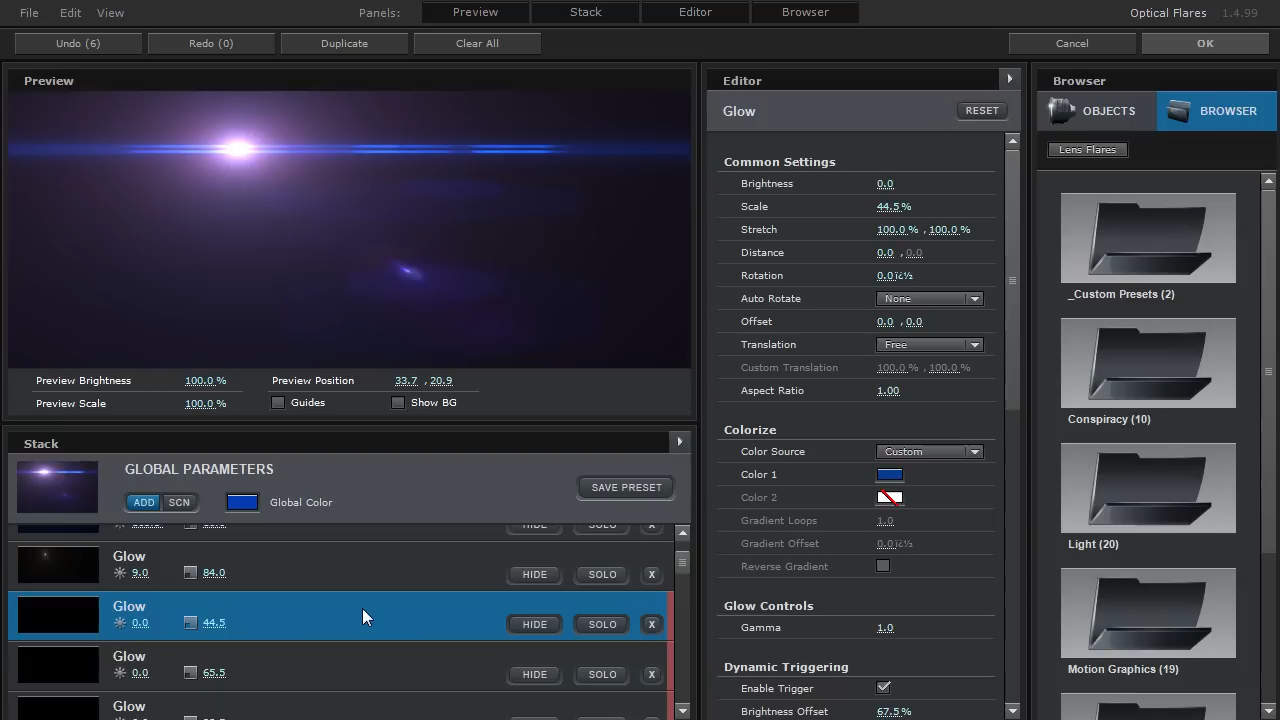 File Edit View Panels: Preview Stack Editor Browser Optical Flares 1.4.99
Undo (6) Redo (0) Duplicate Clear All Cancel OK
Preview
Preview Brightness 100.0 % Preview Position 33.7 , 20.9
Preview Scale 100.0 % Guides Show BG
Stack
GLOBAL PARAMETERS
ADD SCN Global Color SAVE PRESET
HIDE SOLO X
Glow
9.0 84.0 HIDE SOLO X
Glow
0.0 44.5 HIDE SOLO X
Glow
0.0 65.5 HIDE SOLO X
Glow
Editor
Glow RESET
Common Settings
Brightness 0.0
Scale 44.5 %
Stretch 100.0 % , 100.0 %
Distance 0.0 , 0.0
Rotation 0.0ï¿½
Auto Rotate None
Offset 0.0 , 0.0
Translation Free
Custom Translation 100.0 % , 100.0 %
Aspect Ratio 1.00
Colorize
Color Source Custom
Color 1
Color 2
Gradient Loops 1.0
Gradient Offset 0.0ï¿½
Reverse Gradient
Glow Controls
Gamma 1.0
Dynamic Triggering
Enable Trigger
Brightness Offset 67.5 %
Browser
OBJECTS BROWSER
Lens Flares
_Custom Presets (2)
Conspiracy (10)
Light (20)
Motion Graphics (19)